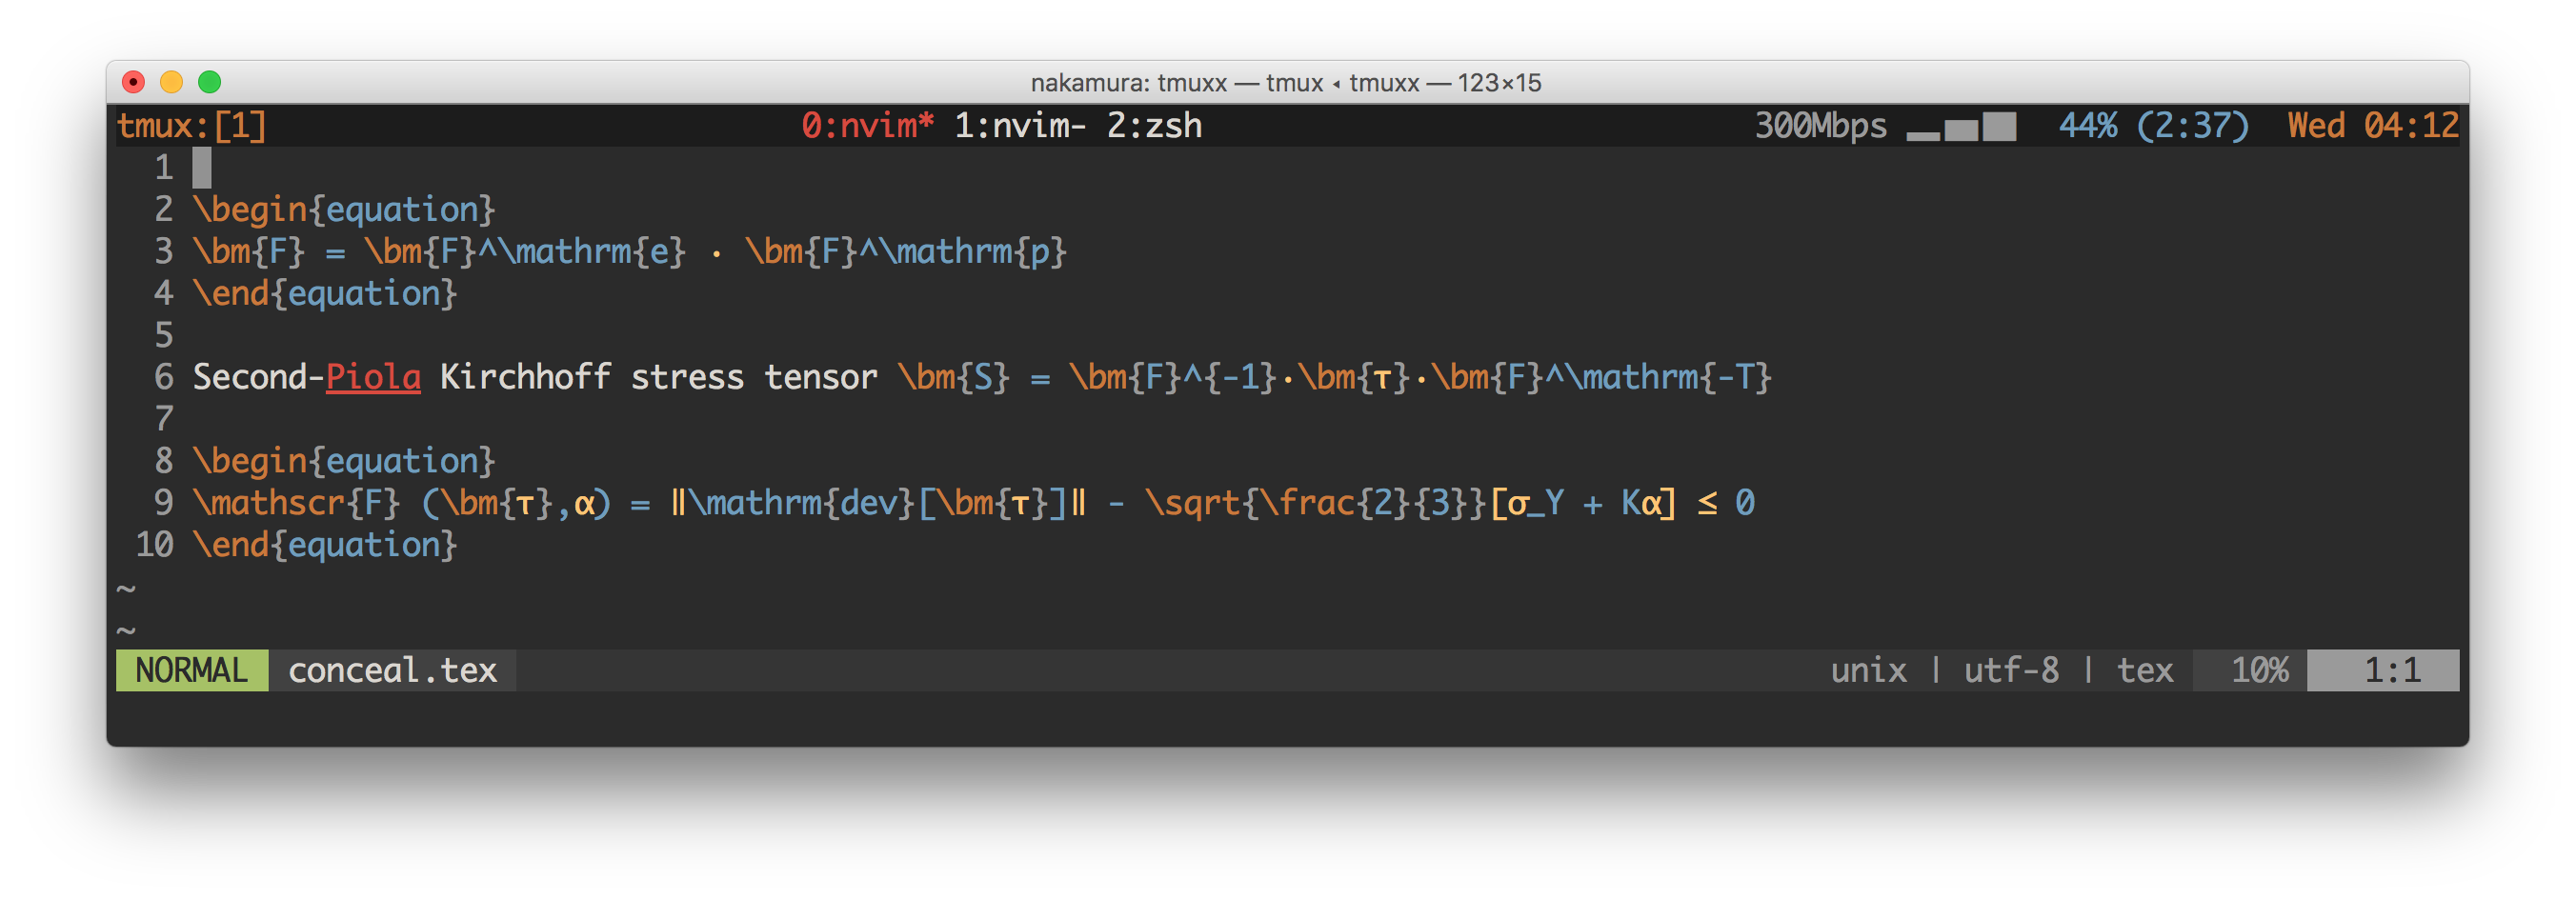 nakamura: tmuxx — tmux ◂ tmuxx — 123×15
tmux:[1] 0:nvim* 1:nvim- 2:zsh 300Mbps 44% (2:37) Wed 04:12
1
2 \begin{equation}
3 \bm{F} = \bm{F}^\mathrm{e} · \bm{F}^\mathrm{p}
4 \end{equation}
5
6 Second-Piola Kirchhoff stress tensor \bm{S} = \bm{F}^{-1}·\bm{τ}·\bm{F}^\mathrm{-T}
7
8 \begin{equation}
9 \mathscr{F} (\bm{τ},α) = ‖\mathrm{dev}[\bm{τ}]‖ - \sqrt{\frac{2}{3}}[σ_Y + Kα] ≤ 0
10 \end{equation}
~
~
NORMAL conceal.tex unix | utf-8 | tex 10% 1:1